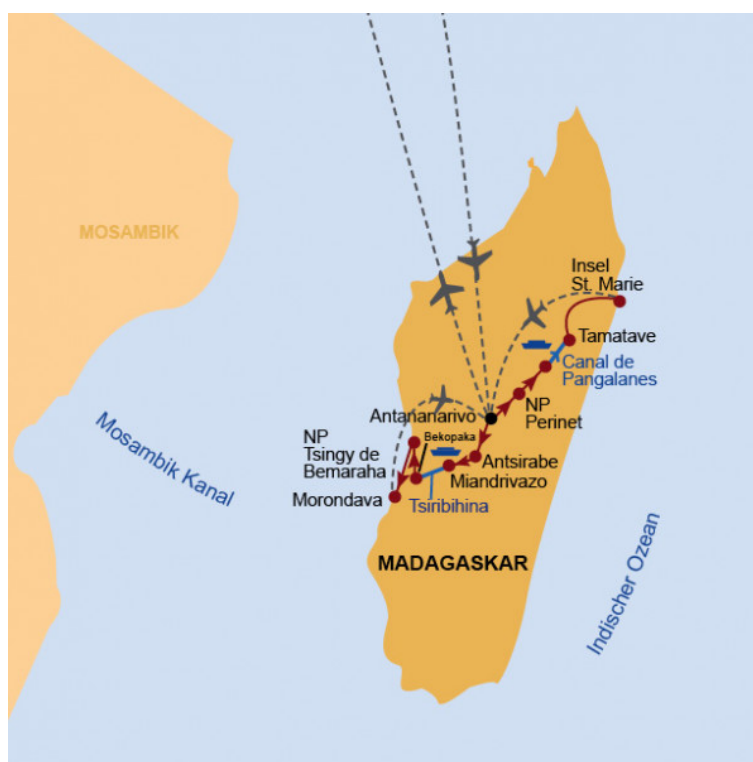 MOSAMBIK
Insel
St. Marie
Tamatave
Canal de
Pangalanes
NP
Perinet
Antananarivo
Bekopaka
NP
Tsingy de
Bemaraha
Antsirabe
Miandrivazo
Morondava
Tsiribihina
Mosambik Kanal
MADAGASKAR
Indischer Ozean